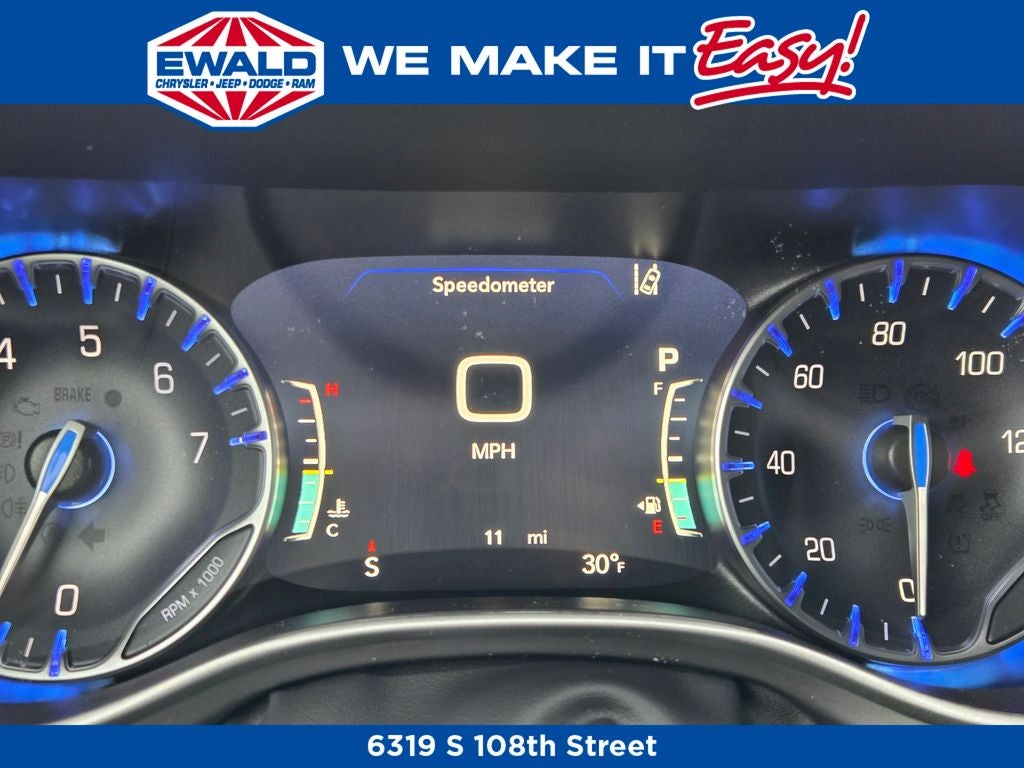 EWALD
CHRYSLER • JEEP • DODGE • RAM
WE MAKE IT Easy!
Speedometer
4 5 6 7
BRAKE
0
RPM x 1000
H
C
0
MPH
P
F
E
11 mi
S
30°F
0 20 40 60 80 100
OFF
6319 S 108th Street